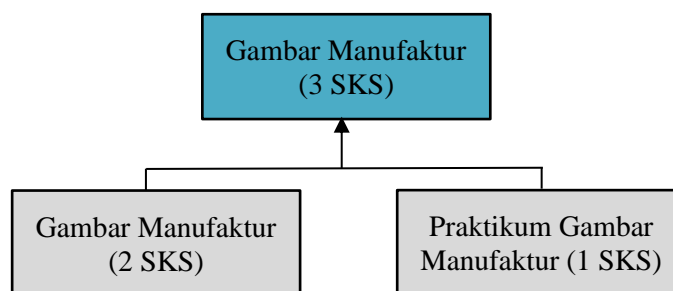 Gambar Manufaktur
(3 SKS)
Gambar Manufaktur
(2 SKS)
Praktikum Gambar
Manufaktur (1 SKS)